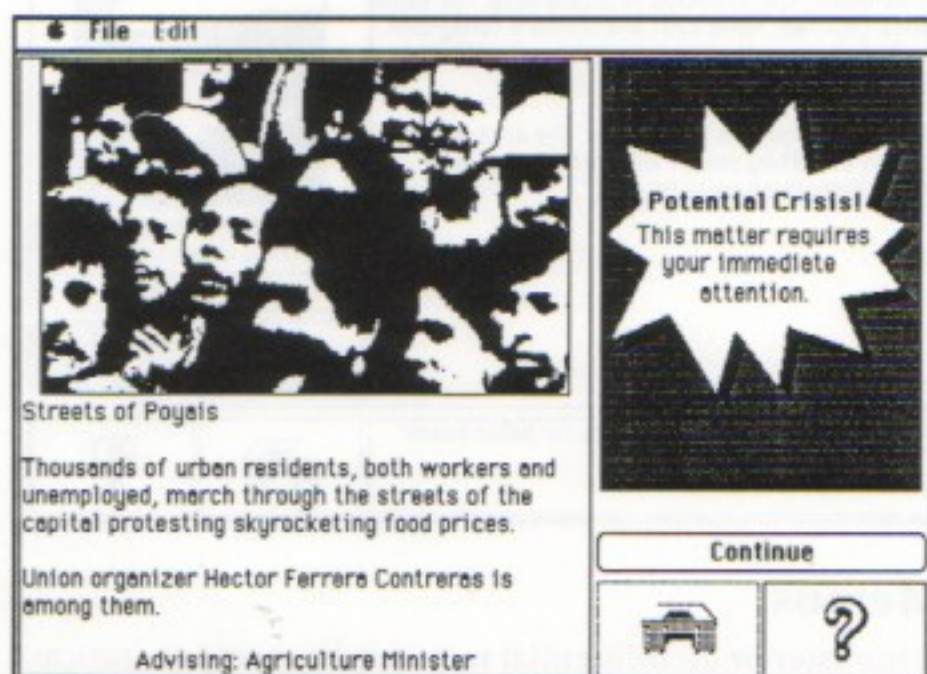 File Edit
Streets of Poyais
Thousands of urban residents, both workers and
unemployed, march through the streets of the
capital protesting skyrocketing food prices.
Union organizer Hector Ferrera Contreras is
among them.
Advising: Agriculture Minister
Potential Crisis!
This matter requires
your immediate
attention.
Continue
?